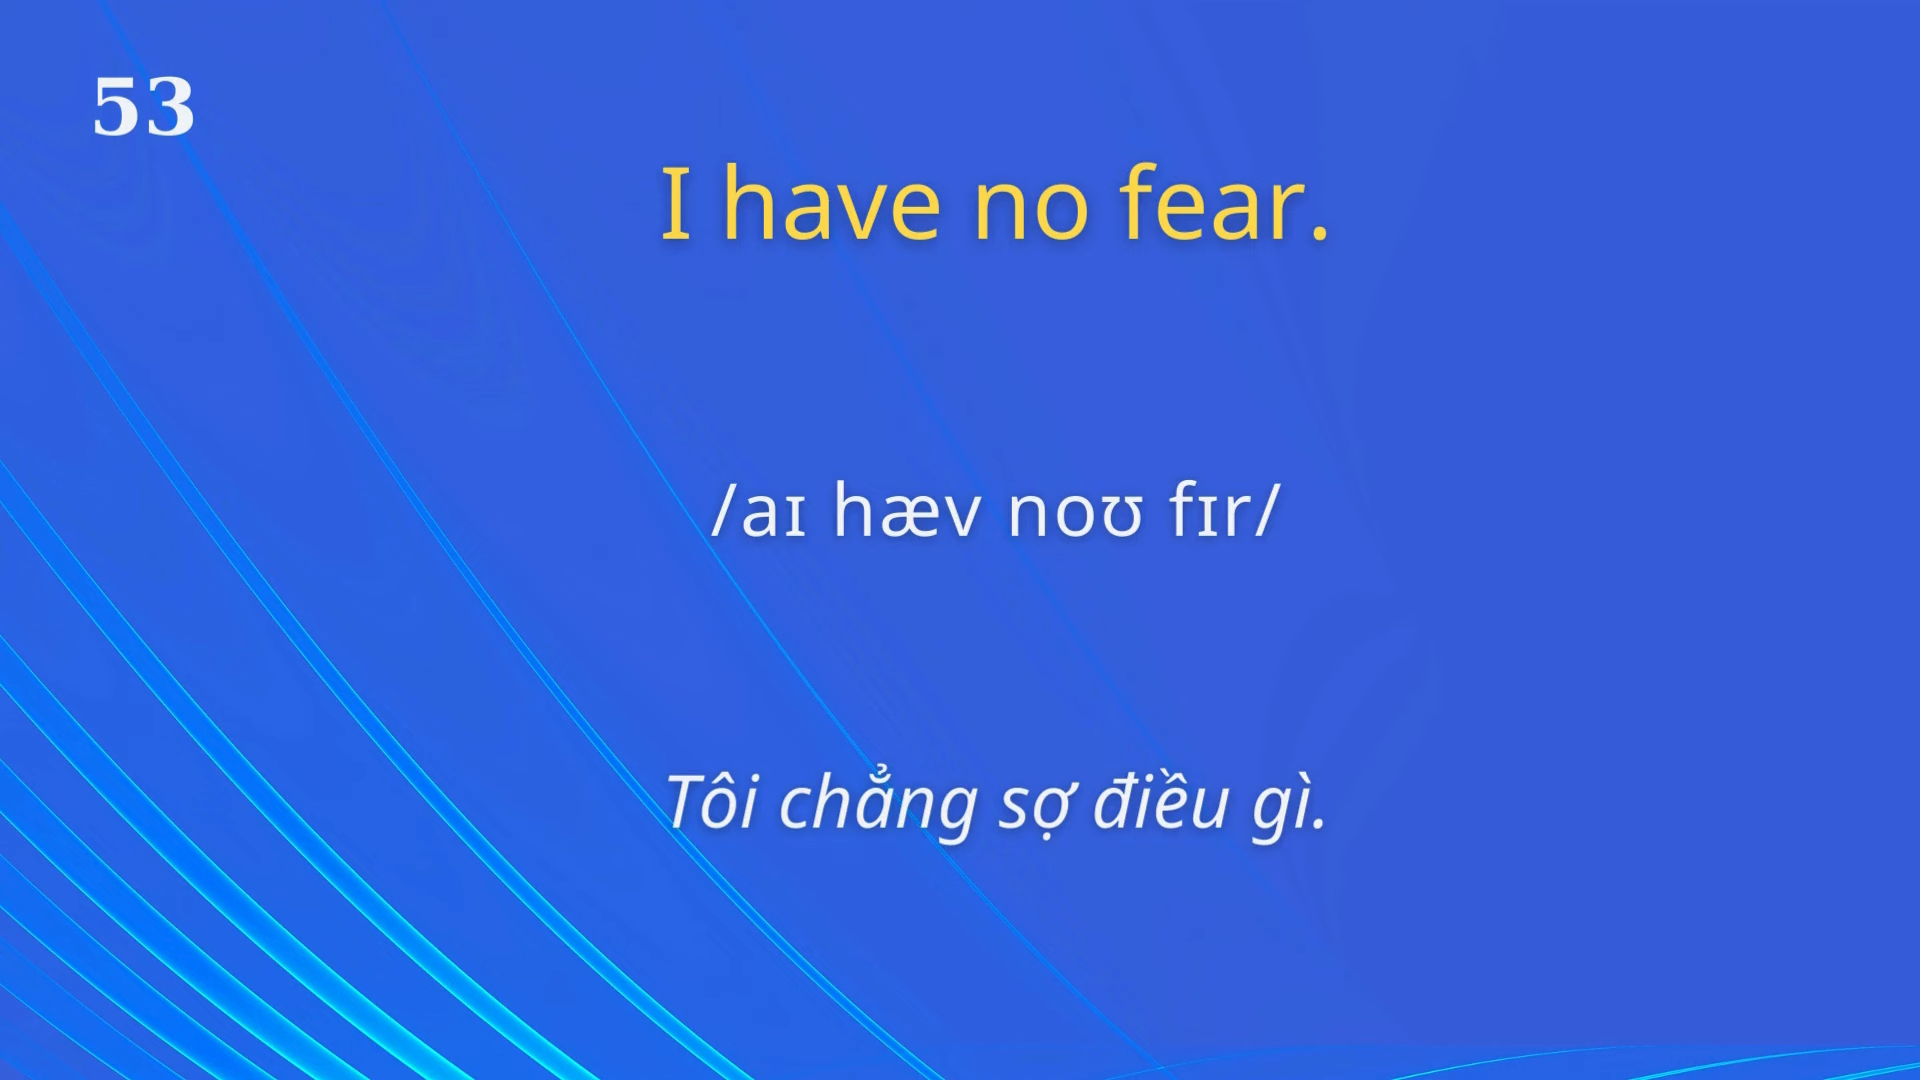 53
I have no fear.
/aɪ hæv noʊ fɪr/
Tôi chẳng sợ điều gì.